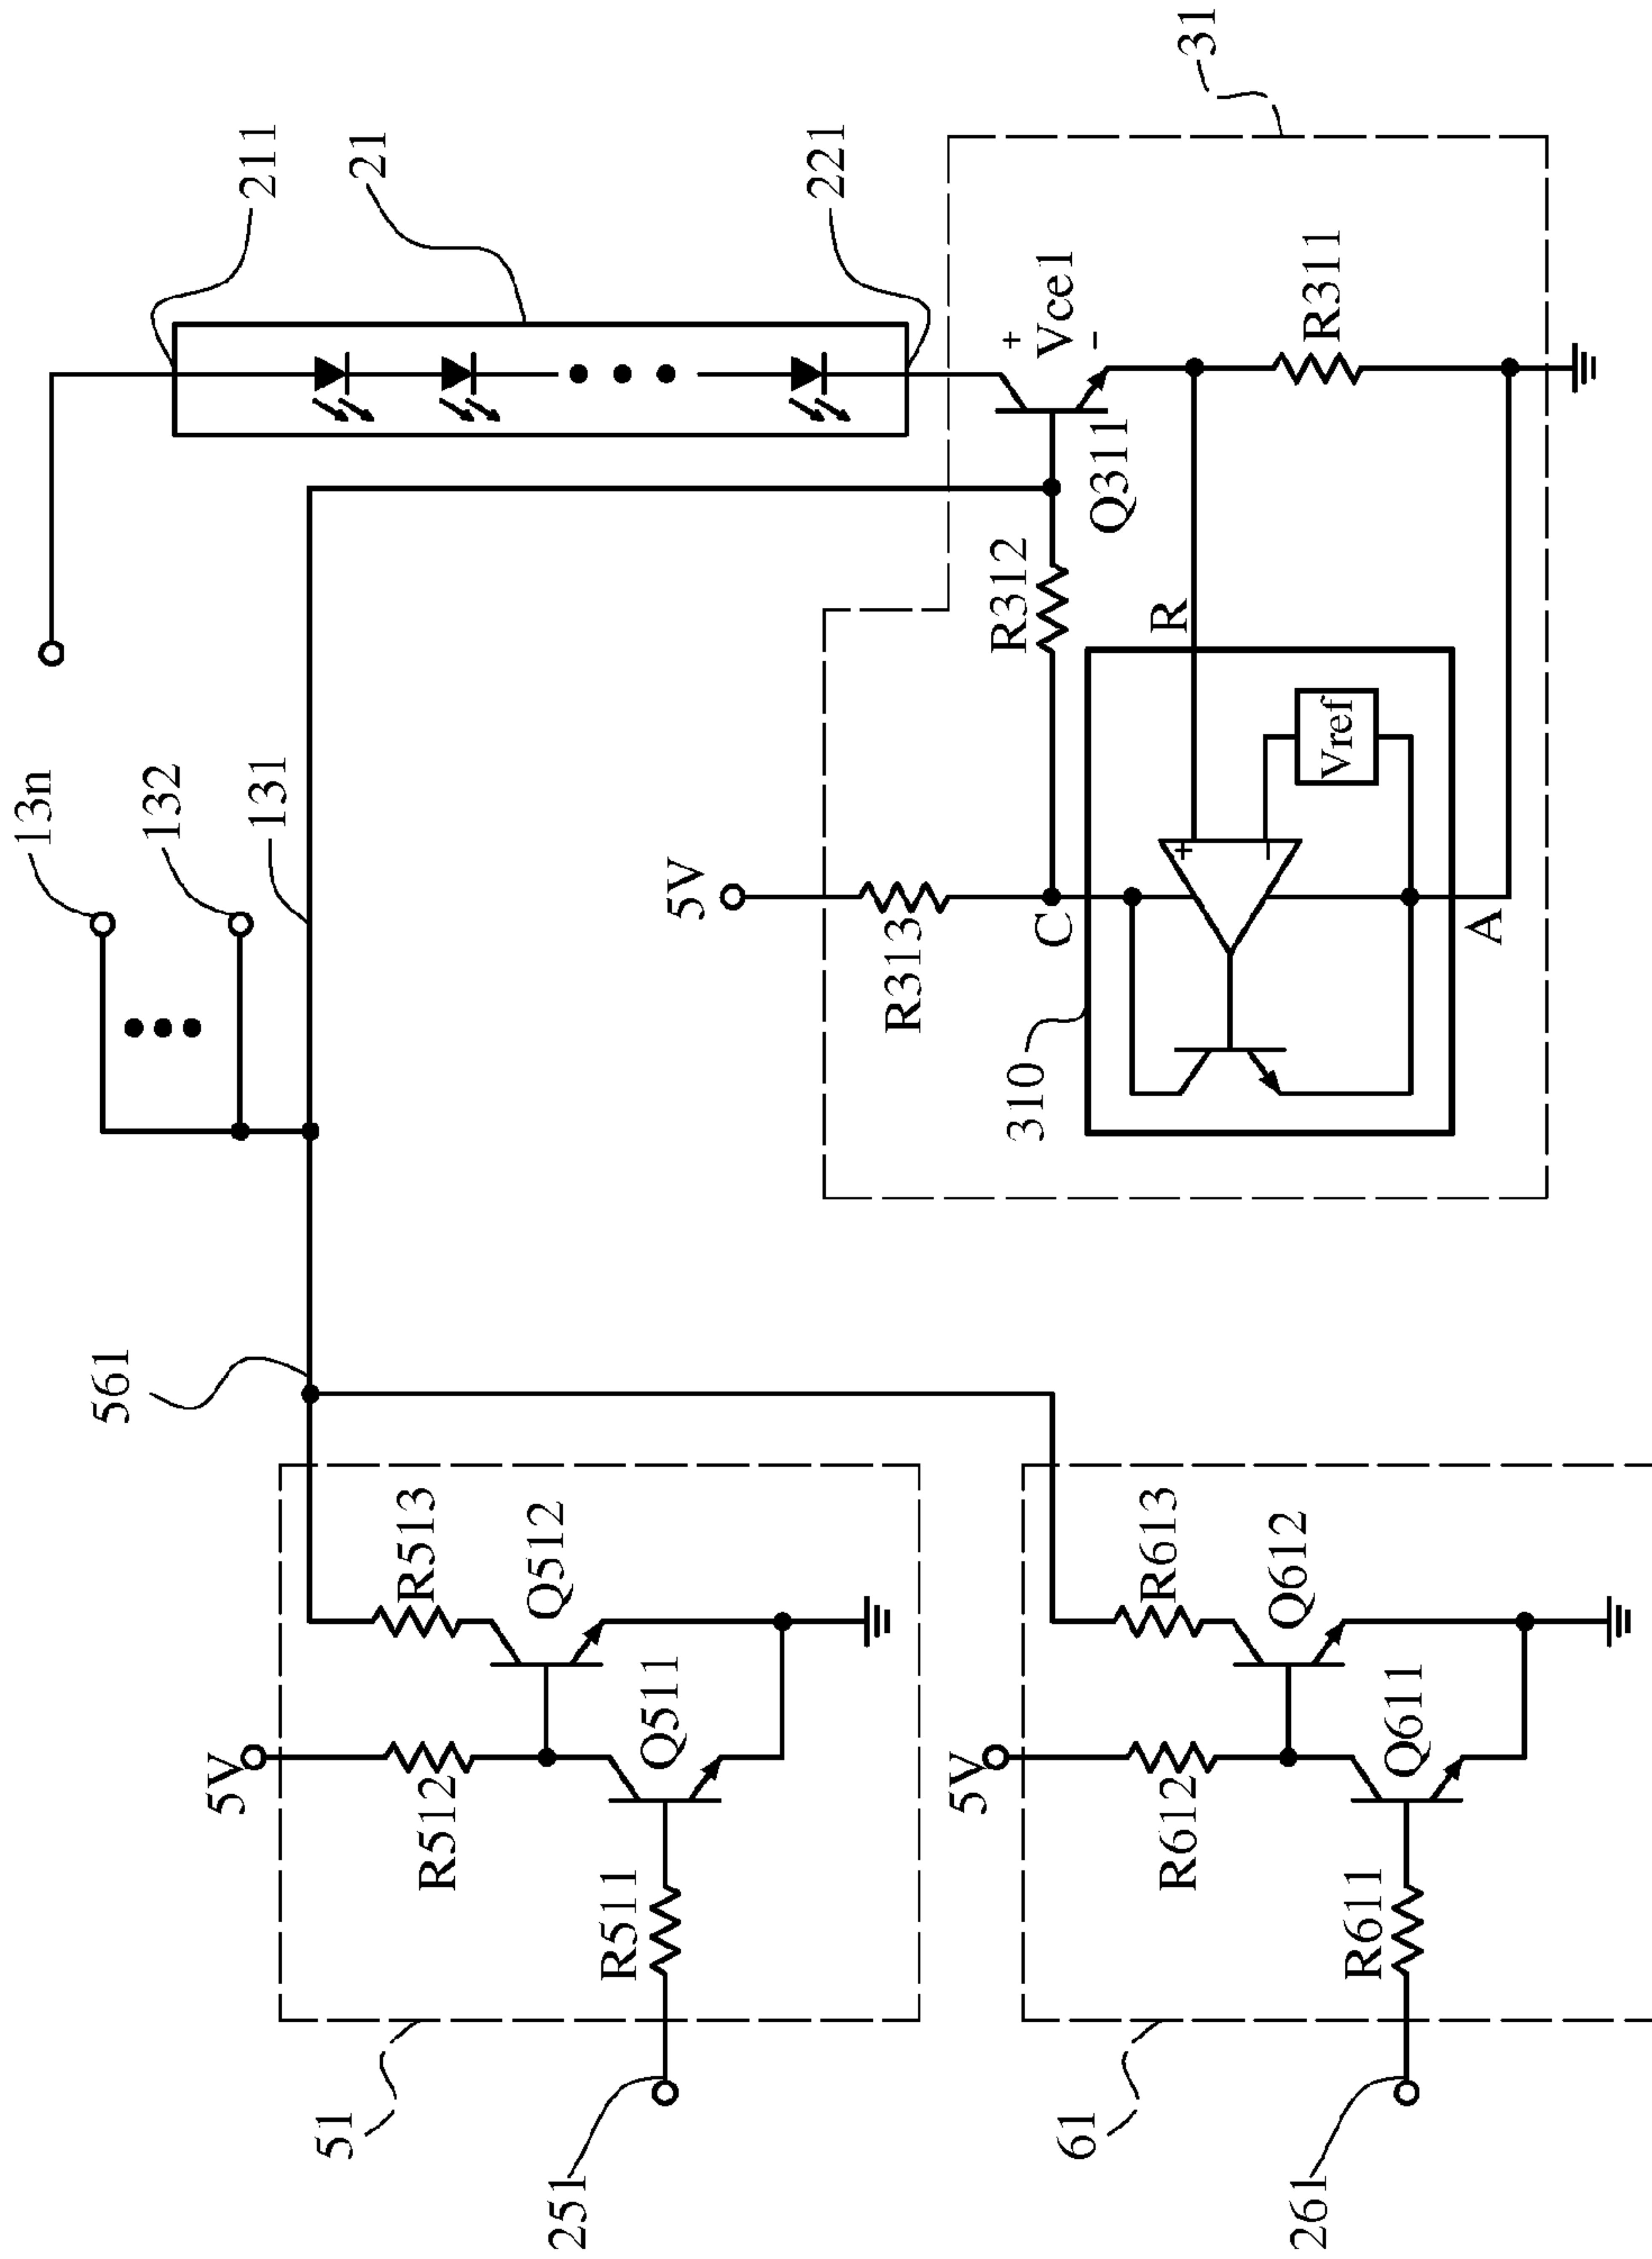 13n
132
131
211
21
221
561
5V
R512
R513
Q512
Q511
R511
51
251
5V
R612
R613
Q612
Q611
R611
61
261
5V
R313
C
R312
Q311
+
Vce1
-
R
R311
310
+
-
Vref
A
31